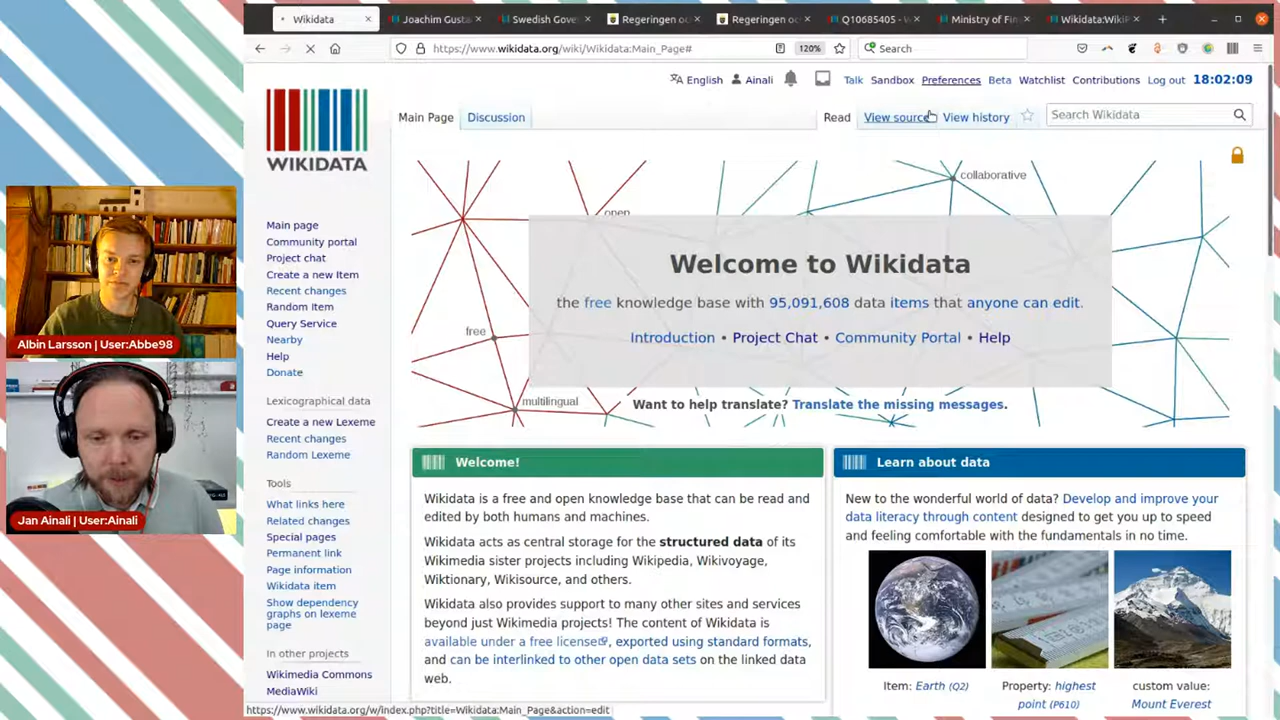 Wikidata
Joachim Gusta
Swedish Gove
Regeringen oc
Regeringen oc
Q10685405 - W
Ministry of Fin
Wikidata:WikiP
https://www.wikidata.org/wiki/Wikidata:Main_Page#
120%
Search
English
Ainali
Talk
Sandbox
Preferences
Beta
Watchlist
Contributions
Log out
18:02:09
Main Page
Discussion
Read
View source
View history
Search Wikidata
WIKIDATA
Main page
Community portal
Project chat
Create a new Item
Recent changes
Random Item
Query Service
Nearby
Help
Donate
Lexicographical data
Create a new Lexeme
Recent changes
Random Lexeme
Tools
What links here
Related changes
Special pages
Permanent link
Page information
Wikidata item
Show dependency
graphs on lexeme
page
In other projects
Wikimedia Commons
MediaWiki
collaborative
open
free
multilingual
Welcome to Wikidata
the free knowledge base with 95,091,608 data items that anyone can edit.
Introduction • Project Chat • Community Portal • Help
Want to help translate? Translate the missing messages.
Welcome!
Wikidata is a free and open knowledge base that can be read and
edited by both humans and machines.
Wikidata acts as central storage for the structured data of its
Wikimedia sister projects including Wikipedia, Wikivoyage,
Wiktionary, Wikisource, and others.
Wikidata also provides support to many other sites and services
beyond just Wikimedia projects! The content of Wikidata is
available under a free license, exported using standard formats,
and can be interlinked to other open data sets on the linked data
web.
Learn about data
New to the wonderful world of data? Develop and improve your
data literacy through content designed to get you up to speed
and feeling comfortable with the fundamentals in no time.
Item: Earth (Q2)
Property: highest
point (P610)
custom value:
Mount Everest
https://www.wikidata.org/w/index.php?title=Wikidata:Main_Page&action=edit
Albin Larsson | User:Abbe98
Jan Ainali | User:Ainali